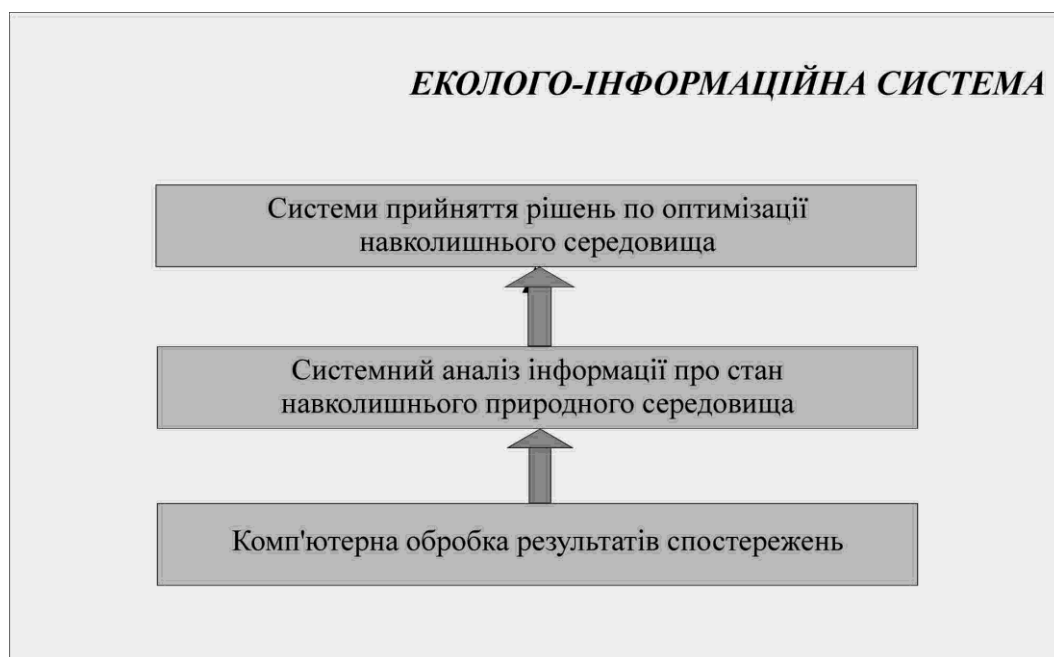 ЕКОЛОГО-ІНФОРМАЦІЙНА СИСТЕМА
Системи прийняття рішень по оптимізації
навколишнього середовища
Системний аналіз інформації про стан
навколишнього природного середовища
Комп'ютерна обробка результатів спостережень